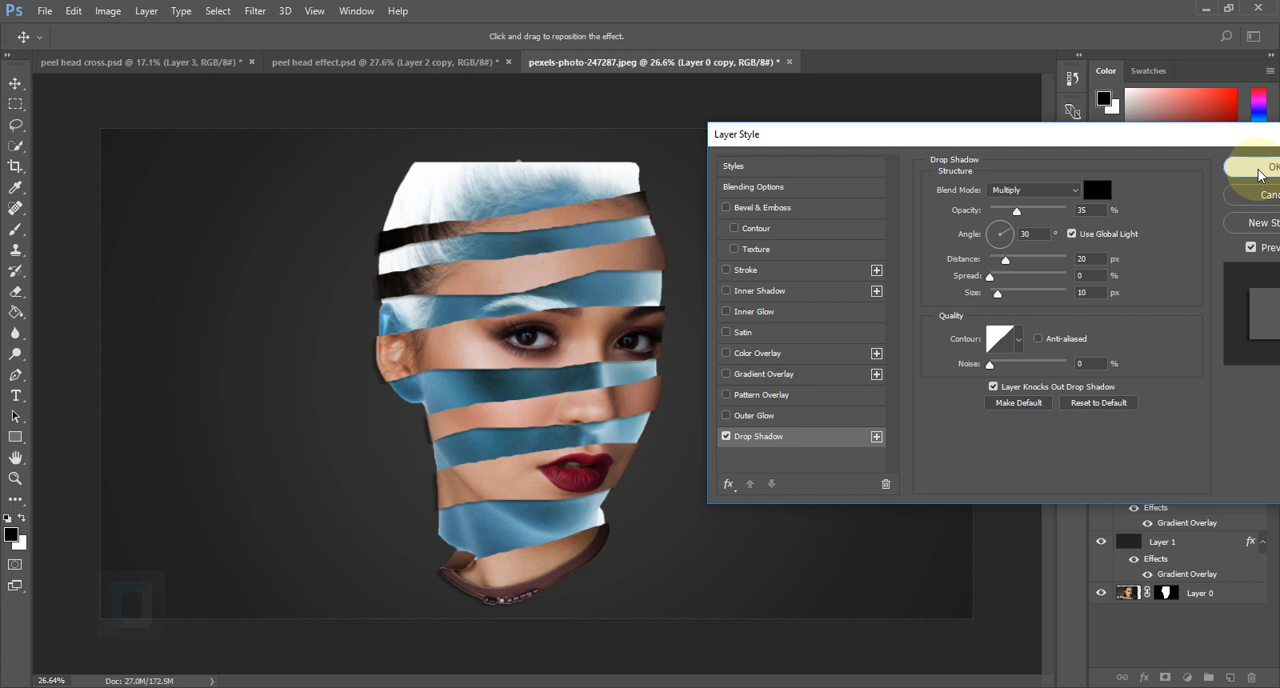 Ps File Edit Image Layer Type Select Filter 3D View Window Help
Click and drag to reposition the effect.
peel head cross.psd @ 17.1% (Layer 3, RGB/8#) * × peel head effect.psd @ 27.6% (Layer 2 copy, RGB/8#) * × pexels-photo-247287.jpeg @ 26.6% (Layer 0 copy, RGB/8#) * ×
Color Swatches
Layer Style
Styles
Blending Options
Bevel & Emboss
Contour
Texture
Stroke
Inner Shadow
Inner Glow
Satin
Color Overlay
Gradient Overlay
Pattern Overlay
Outer Glow
Drop Shadow
fx
Drop Shadow
Structure
Blend Mode: Multiply
Opacity: 35 %
Angle: 30 ° Use Global Light
Distance: 20 px
Spread: 0 %
Size: 10 px
Quality
Contour: Anti-aliased
Noise: 0 %
Layer Knocks Out Drop Shadow
Make Default Reset to Default
OK
Canc
New St
Prev
Effects
Gradient Overlay
Layer 1 fx
Effects
Gradient Overlay
Layer 0
fx
26.64% Doc: 27.0M/172.5M